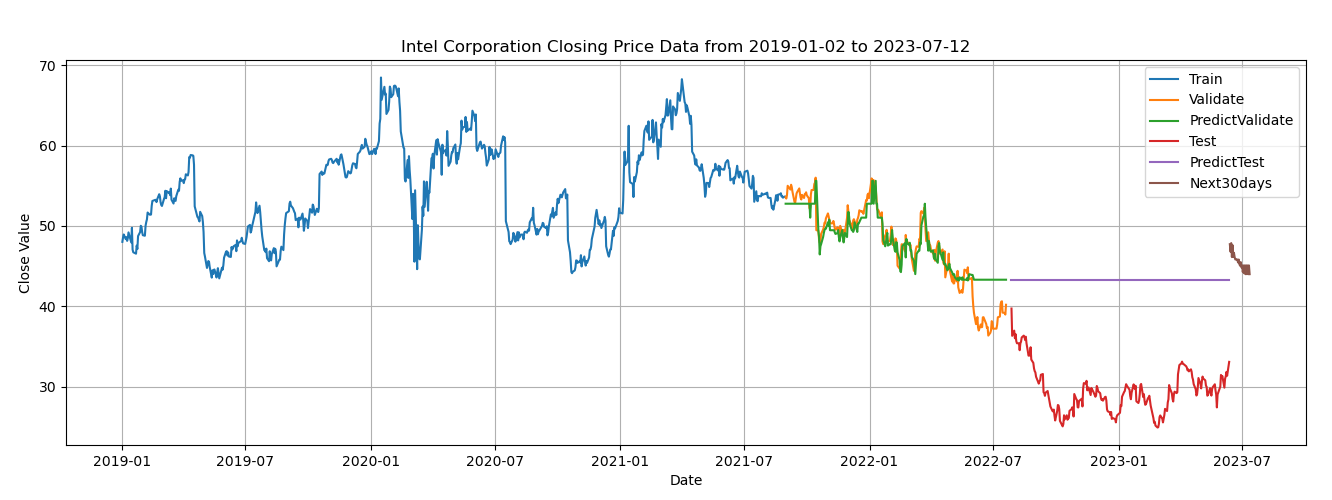 Intel Corporation Closing Price Data from 2019-01-02 to 2023-07-12
70
60
50
40
30
Close Value
2019-01
2019-07
2020-01
2020-07
2021-01
2021-07
2022-01
2022-07
2023-01
2023-07
Date
Train
Validate
PredictValidate
Test
PredictTest
Next30days